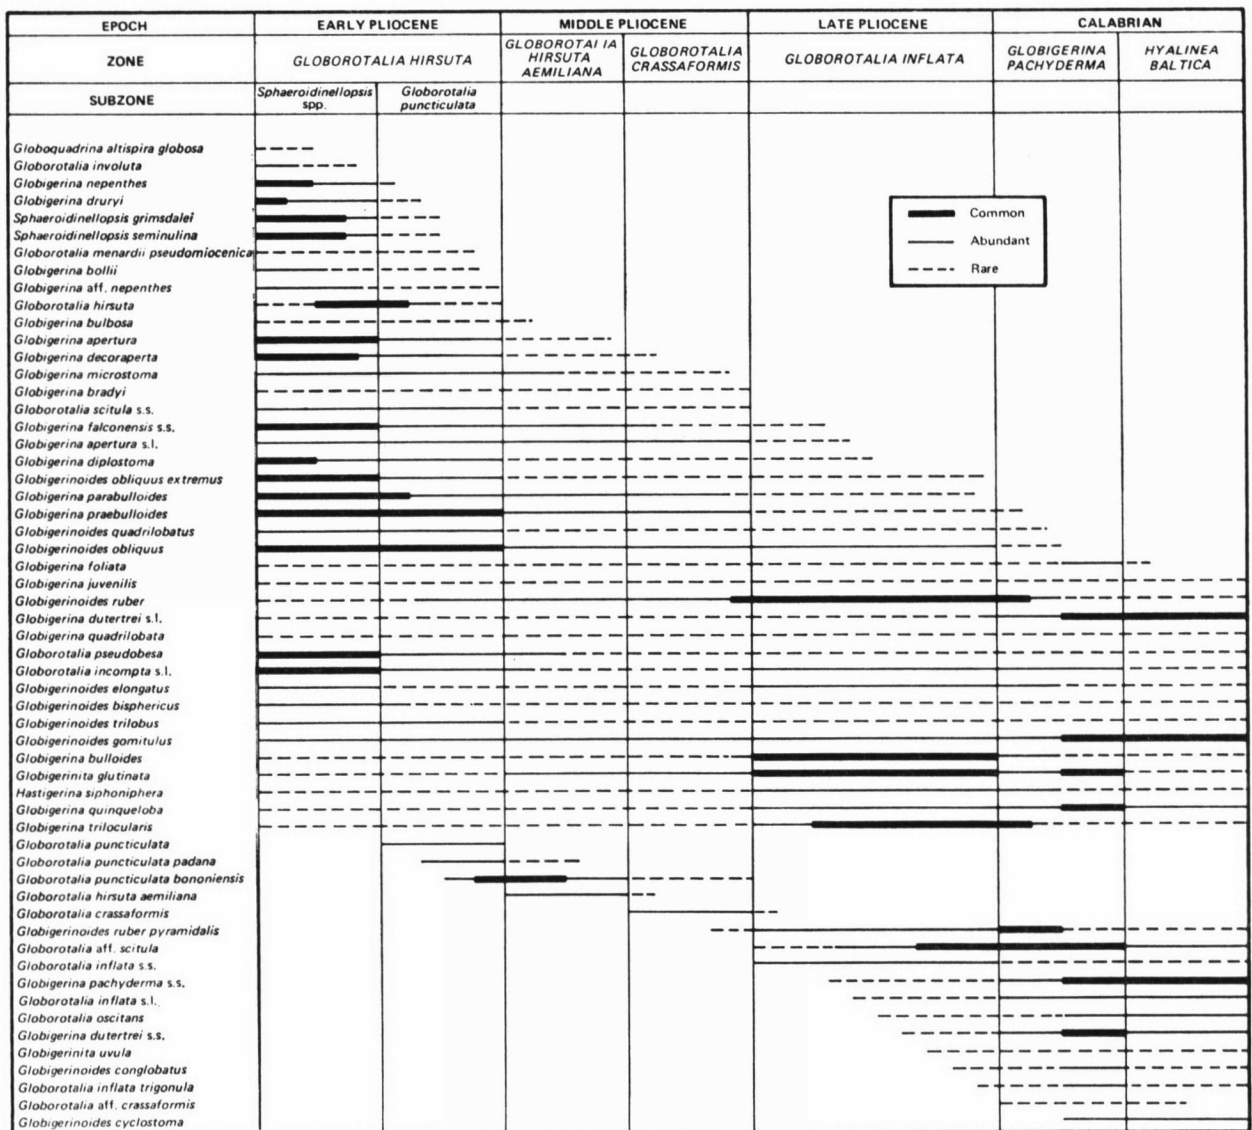 EPOCH EARLY PLIOCENE MIDDLE PLIOCENE LATE PLIOCENE CALABRIAN
ZONE GLOBOROTALIA HIRSUTA GLOBOROTALIA HIRSUTA AEMILIANA GLOBOROTALIA CRASSAFORMIS GLOBOROTALIA INFLATA GLOBIGERINA PACHYDERMA HYALINEA BALTICA
SUBZONE Sphaeroidinellopsis spp. Globorotalia puncticulata
Globoquadrina altispira globosa
Globorotalia involuta
Globigerina nepenthes
Globigerina druryi
Sphaeroidinellopsis grimsdalei
Sphaeroidinellopsis seminulina
Globorotalia menardii pseudomiocenica
Globigerina bollii
Globigerina aff. nepenthes
Globorotalia hirsuta
Globigerina bulbosa
Globigerina apertura
Globigerina decoraperta
Globigerina microstoma
Globigerina bradyi
Globorotalia scitula s.s.
Globigerina falconensis s.s.
Globigerina apertura s.l.
Globigerina diplostoma
Globigerinoides obliquus extremus
Globigerina parabulloides
Globigerina praebulloides
Globigerinoides quadrilobatus
Globigerinoides obliquus
Globigerina foliata
Globigerina juvenilis
Globigerinoides ruber
Globigerina dutertrei s.l.
Globigerina quadrilobata
Globorotalia pseudobesa
Globorotalia incompta s.l.
Globigerinoides elongatus
Globigerinoides bisphericus
Globigerinoides trilobus
Globigerinoides gomitulus
Globigerina bulloides
Globigerinita glutinata
Hastigerina siphoniphera
Globigerina quinqueloba
Globigerina trilocularis
Globorotalia puncticulata
Globorotalia puncticulata padana
Globorotalia puncticulata bononiensis
Globorotalia hirsuta aemiliana
Globorotalia crassaformis
Globigerinoides ruber pyramidalis
Globorotalia aff. scitula
Globorotalia inflata s.s.
Globigerina pachyderma s.s.
Globorotalia inflata s.l.
Globorotalia oscitans
Globigerina dutertrei s.s.
Globigerinita uvula
Globigerinoides conglobatus
Globorotalia inflata trigonula
Globorotalia aff. crassaformis
Globigerinoides cyclostoma
Common
Abundant
Rare